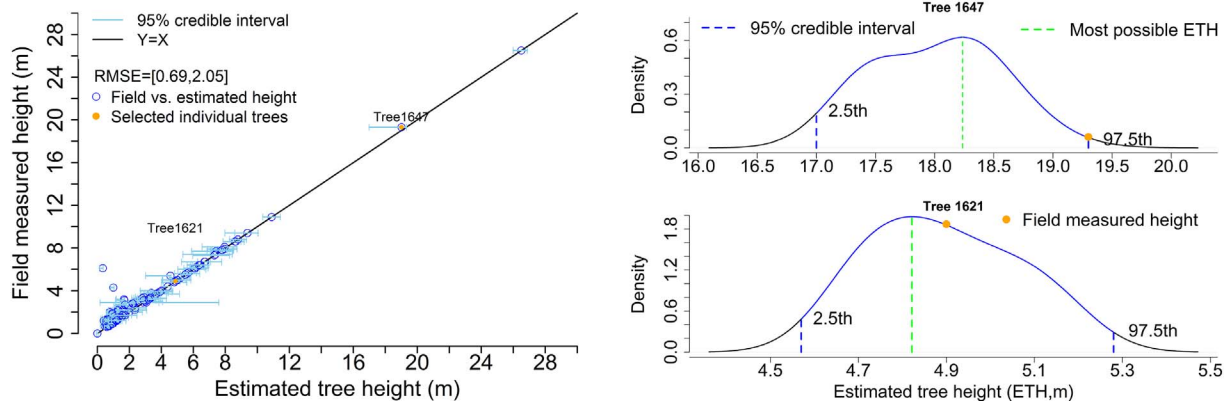 95% credible interval
Y=X
RMSE=[0.69,2.05]
Field vs. estimated height
Selected individual trees
Tree1647
Tree1621
Field measured height (m)
0 4 8 12 16 20 24 28
0 2 4 6 8 12 16 20 24 28
Estimated tree height (m)
Tree 1647
95% credible interval
Most possible ETH
2.5th
97.5th
Density
0.0 0.3 0.6
16.0 16.5 17.0 17.5 18.0 18.5 19.0 19.5 20.0
Tree 1621
Field measured height
2.5th
97.5th
Density
0.0 0.6 1.2 1.8
4.5 4.7 4.9 5.1 5.3 5.5
Estimated tree height (ETH,m)